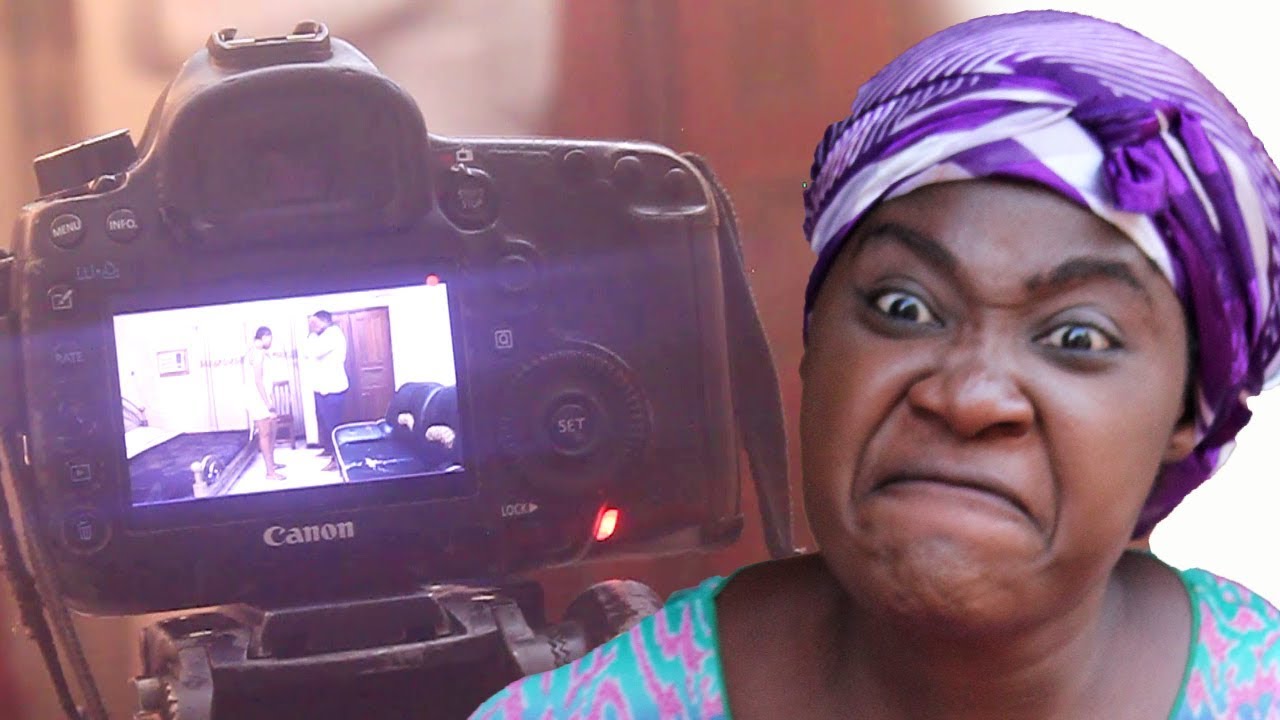 MENU
INFO.
RATE
Q
SET
LOCK▶
Canon